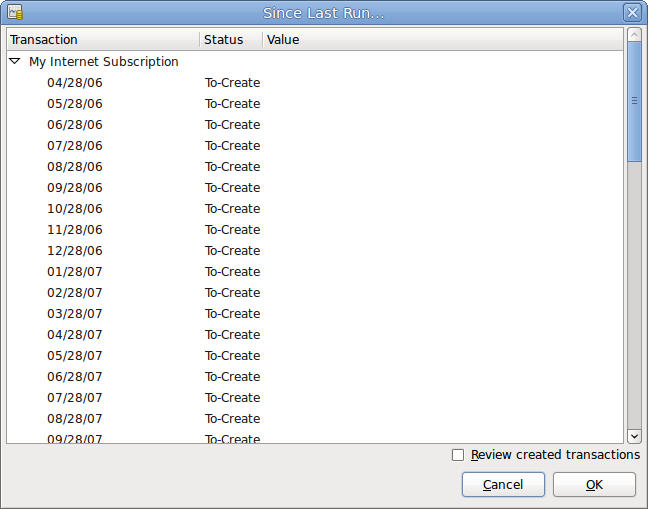 Since Last Run...
Transaction Status Value
My Internet Subscription
04/28/06 To-Create
05/28/06 To-Create
06/28/06 To-Create
07/28/06 To-Create
08/28/06 To-Create
09/28/06 To-Create
10/28/06 To-Create
11/28/06 To-Create
12/28/06 To-Create
01/28/07 To-Create
02/28/07 To-Create
03/28/07 To-Create
04/28/07 To-Create
05/28/07 To-Create
06/28/07 To-Create
07/28/07 To-Create
08/28/07 To-Create
09/28/07 To-Create
Review created transactions
Cancel OK